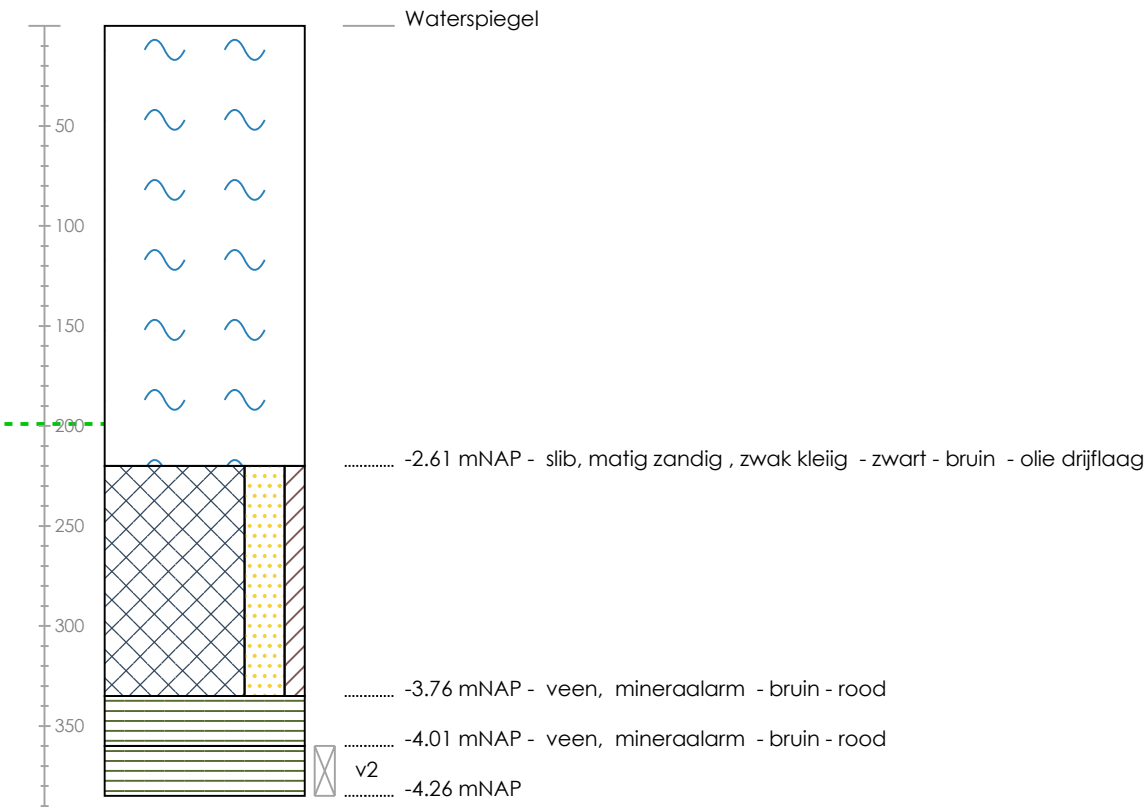 Waterspiegel
50
100
150
200
-2.61 mNAP - slib, matig zandig , zwak kleiig - zwart - bruin - olie drijflaag
250
300
-3.76 mNAP - veen, mineraalarm - bruin - rood
350
-4.01 mNAP - veen, mineraalarm - bruin - rood
v2
-4.26 mNAP